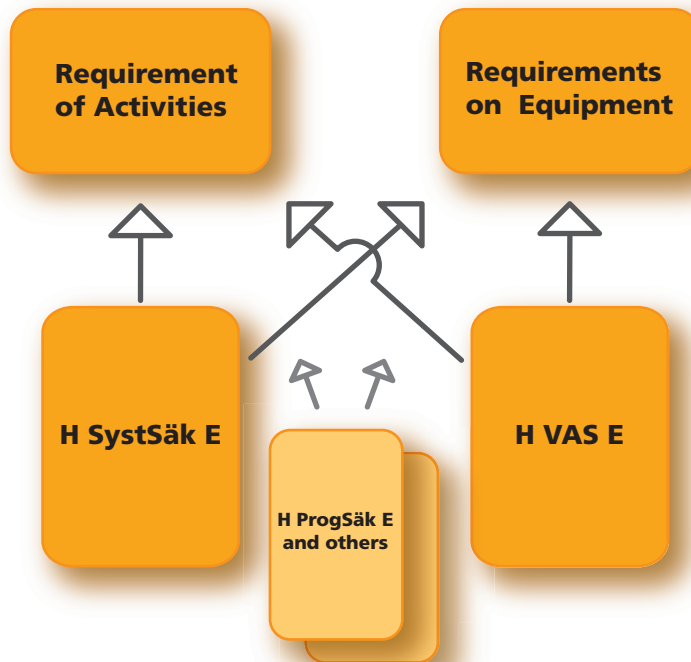 Requirement
of Activities
Requirements
on Equipment
H SystSäk E
H VAS E
H ProgSäk E
and others